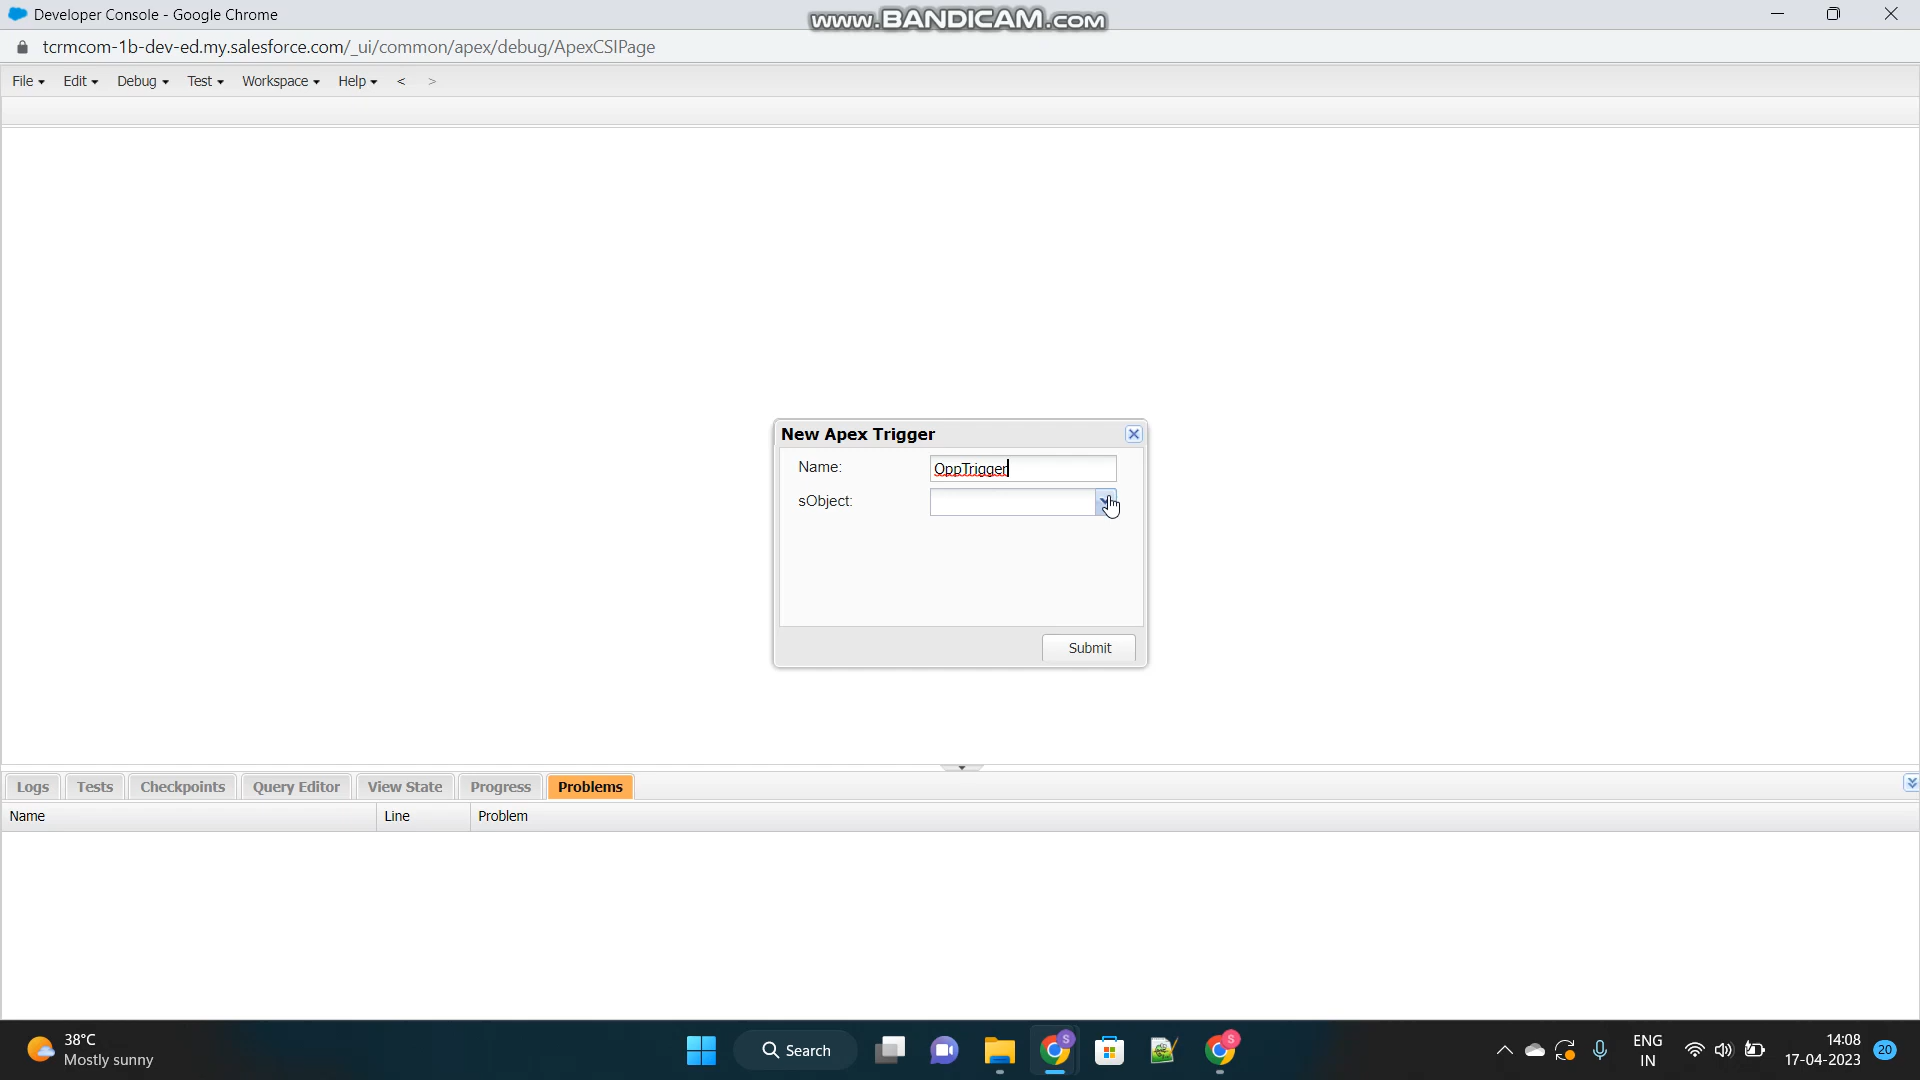 Developer Console - Google Chrome
www.BANDICAM.COM
tcrmcom-1b-dev-ed.my.salesforce.com/_ui/common/apex/debug/ApexCSIPage
File Edit Debug Test Workspace Help < >
New Apex Trigger
Name: OppTrigger
sObject:
Submit
Logs Tests Checkpoints Query Editor View State Progress Problems
Name Line Problem
38°C
Mostly sunny
Search
S
S
ENG
IN
14:08
17-04-2023
20